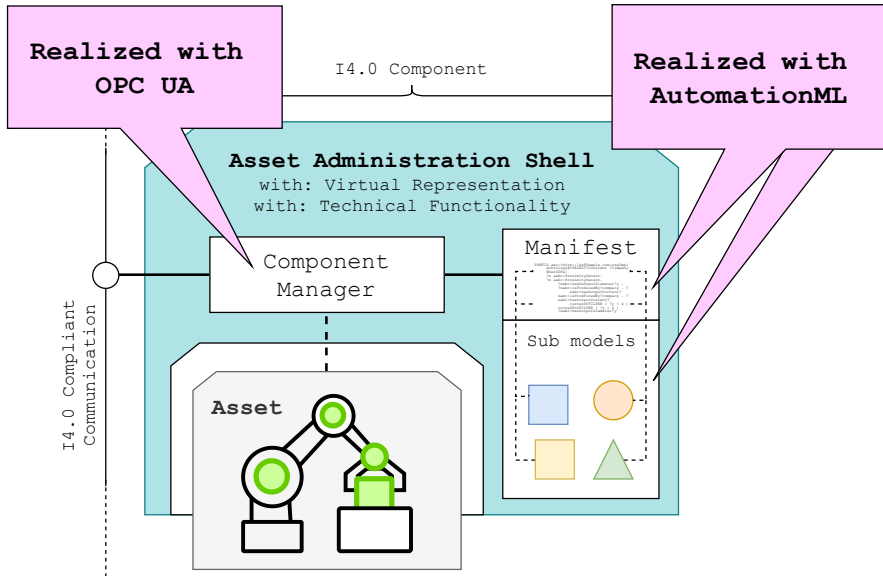 Realized with
OPC UA
I4.0 Component
Realized with
AutomationML
Asset Administration Shell
with: Virtual Representation
with: Technical Functionality
Component
Manager
Manifest
Sub models
Asset
I4.0 Compliant
Communication